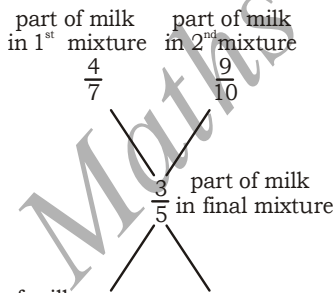 part of milk part of milk
in 1st mixture in 2nd mixture
4/7 9/10
3/5 part of milk
in final mixture
Maths